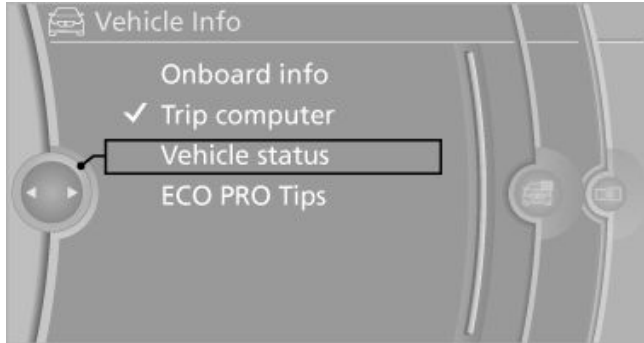 Vehicle Info
Onboard info
Trip computer
Vehicle status
ECO PRO Tips